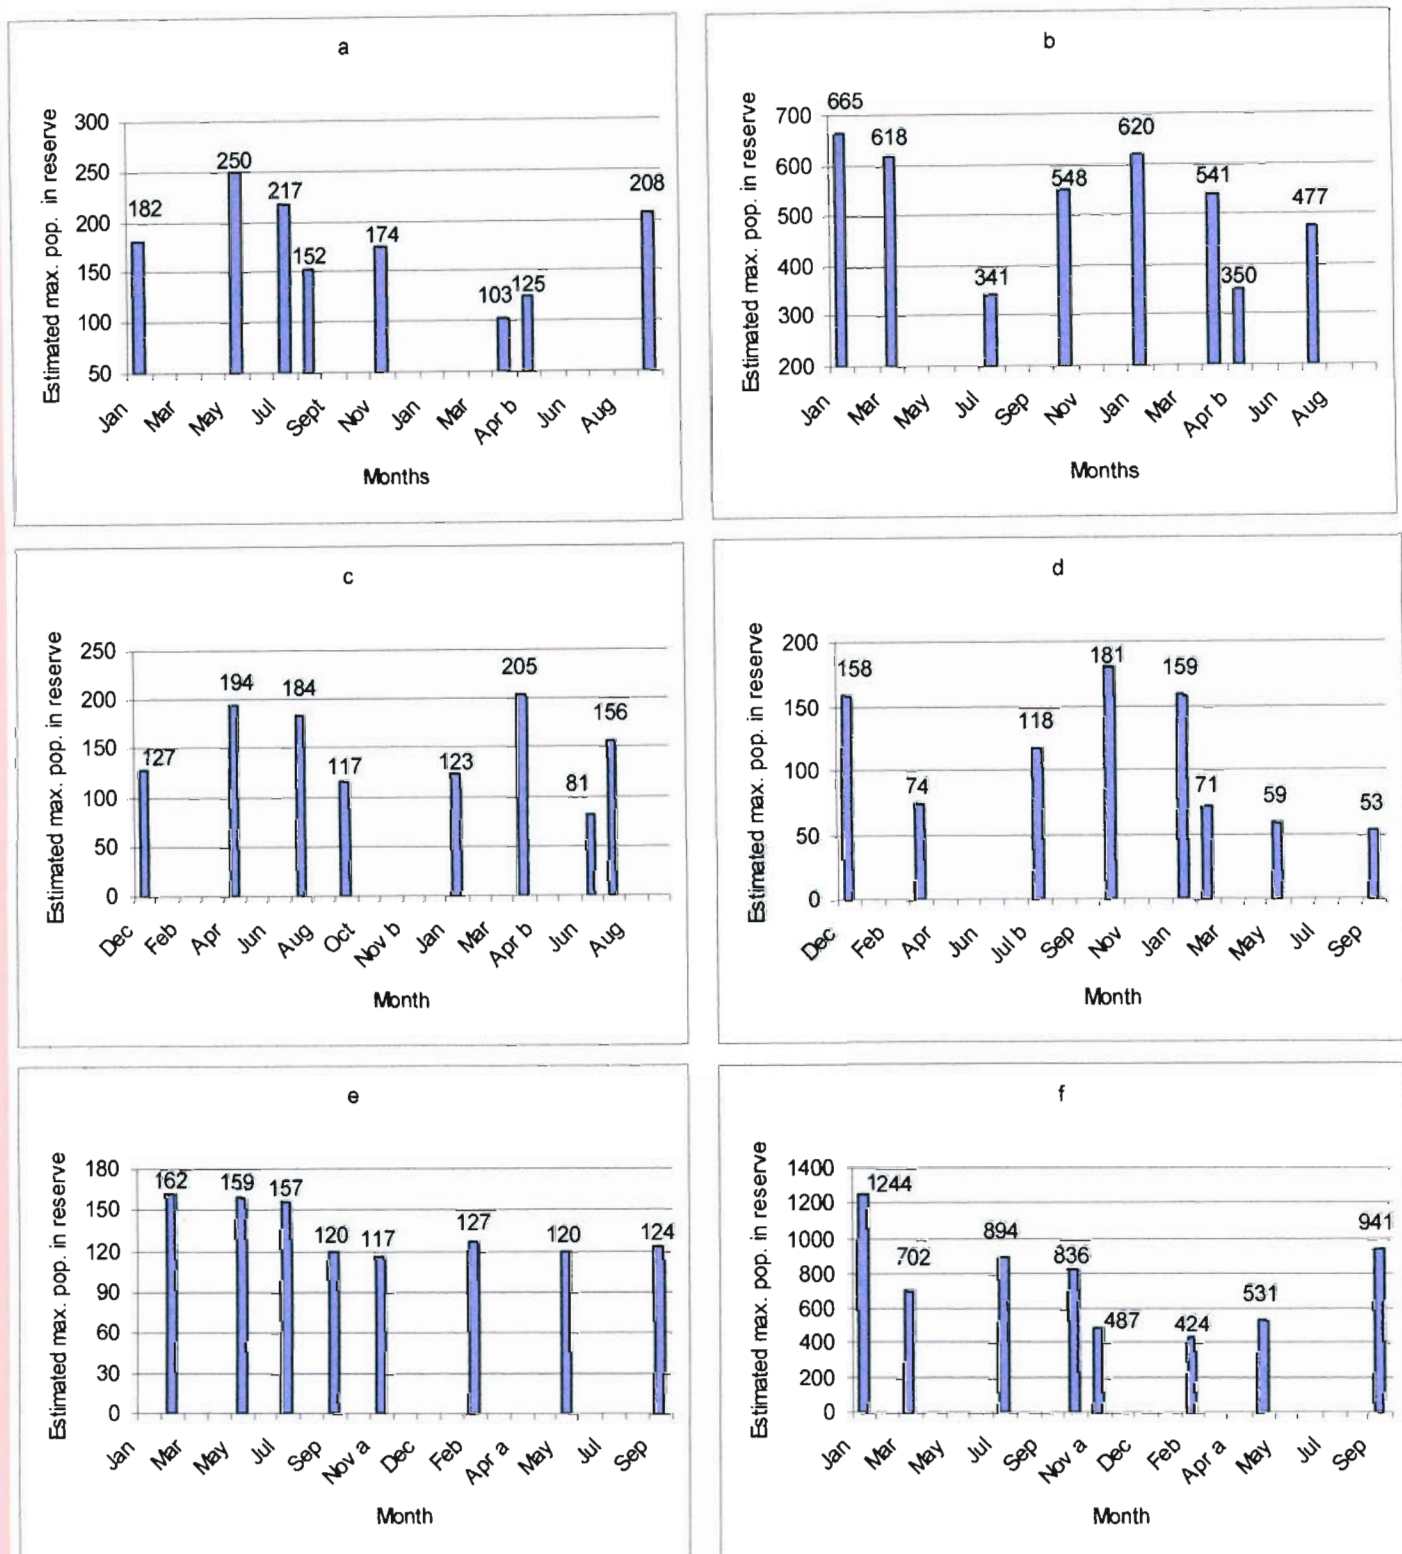 a
Estimated max. pop. in reserve
300
250
200
150
100
50
182
250
217
152
174
103
125
208
Jan
Mar
May
Jul
Sept
Nov
Jan
Mar
Apr b
Jun
Aug
Months
b
Estimated max. pop. in reserve
700
600
500
400
300
200
665
618
341
548
620
541
350
477
Jan
Mar
May
Jul
Sep
Nov
Jan
Mar
Apr b
Jun
Aug
Months
c
Estimated max. pop. in reserve
250
200
150
100
50
0
127
194
184
117
123
205
81
156
Dec
Feb
Apr
Jun
Aug
Oct
Nov b
Jan
Mar
Apr b
Jun
Aug
Month
d
Estimated max. pop. in reserve
200
150
100
50
0
158
74
118
181
159
71
59
53
Dec
Feb
Apr
Jun
Jul b
Sep
Nov
Jan
Mar
May
Jul
Sep
Month
e
Estimated max. pop. in reserve
180
150
120
90
60
30
0
162
159
157
120
117
127
120
124
Jan
Mar
May
Jul
Sep
Nov a
Dec
Feb
Apr a
May
Jul
Sep
Month
f
Estimated max. pop. in reserve
1400
1200
1000
800
600
400
200
0
1244
702
894
836
487
424
531
941
Jan
Mar
May
Jul
Sep
Nov a
Dec
Feb
Apr a
May
Jul
Sep
Month